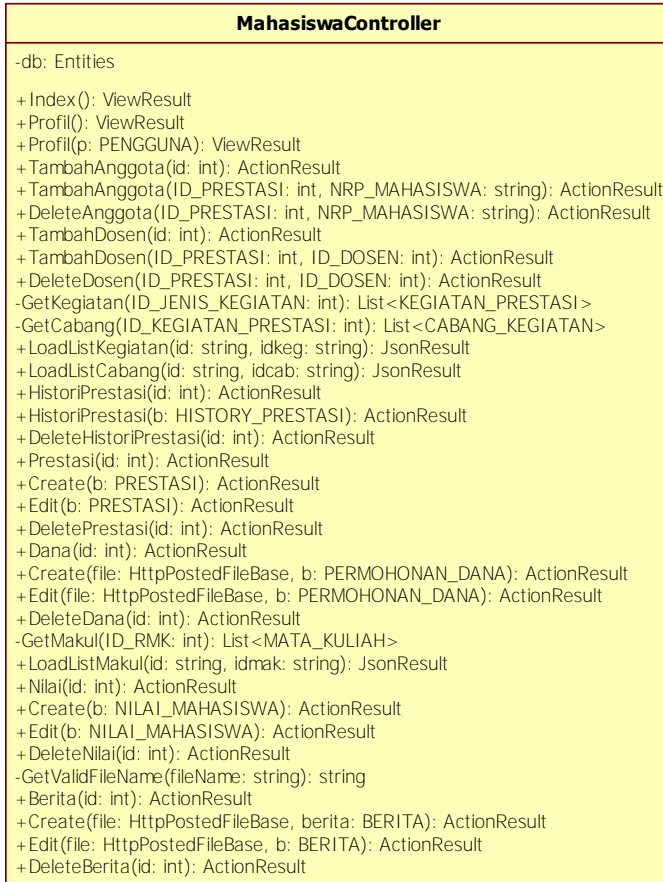 MahasiswaController
-db: Entities
+Index(): ViewResult
+Profil(): ViewResult
+Profil(p: PENGGUNA): ViewResult
+TambahAnggota(id: int): ActionResult
+TambahAnggota(ID_PRESTASI: int, NRP_MAHASISWA: string): ActionResult
+DeleteAnggota(ID_PRESTASI: int, NRP_MAHASISWA: string): ActionResult
+TambahDosen(id: int): ActionResult
+TambahDosen(ID_PRESTASI: int, ID_DOSEN: int): ActionResult
+DeleteDosen(ID_PRESTASI: int, ID_DOSEN: int): ActionResult
-GetKegiatan(ID_JENIS_KEGIATAN: int): List<KEGIATAN_PRESTASI>
-GetCabang(ID_KEGIATAN_PRESTASI: int): List<CABANG_KEGIATAN>
+LoadListKegiatan(id: string, idkeg: string): JsonResult
+LoadListCabang(id: string, idcab: string): JsonResult
+HistoriPrestasi(id: int): ActionResult
+HistoriPrestasi(b: HISTORY_PRESTASI): ActionResult
+DeleteHistoriPrestasi(id: int): ActionResult
+Prestasi(id: int): ActionResult
+Create(b: PRESTASI): ActionResult
+Edit(b: PRESTASI): ActionResult
+DeletePrestasi(id: int): ActionResult
+Dana(id: int): ActionResult
+Create(file: HttpPostedFileBase, b: PERMOHONAN_DANA): ActionResult
+Edit(file: HttpPostedFileBase, b: PERMOHONAN_DANA): ActionResult
+DeleteDana(id: int): ActionResult
-GetMakul(ID_RMK: int): List<MATA_KULIAH>
+LoadListMakul(id: string, idmak: string): JsonResult
+Nilai(id: int): ActionResult
+Create(b: NILAI_MAHASISWA): ActionResult
+Edit(b: NILAI_MAHASISWA): ActionResult
+DeleteNilai(id: int): ActionResult
-GetValidFileName(fileName: string): string
+Berita(id: int): ActionResult
+Create(file: HttpPostedFileBase, berita: BERITA): ActionResult
+Edit(file: HttpPostedFileBase, b: BERITA): ActionResult
+DeleteBerita(id: int): ActionResult